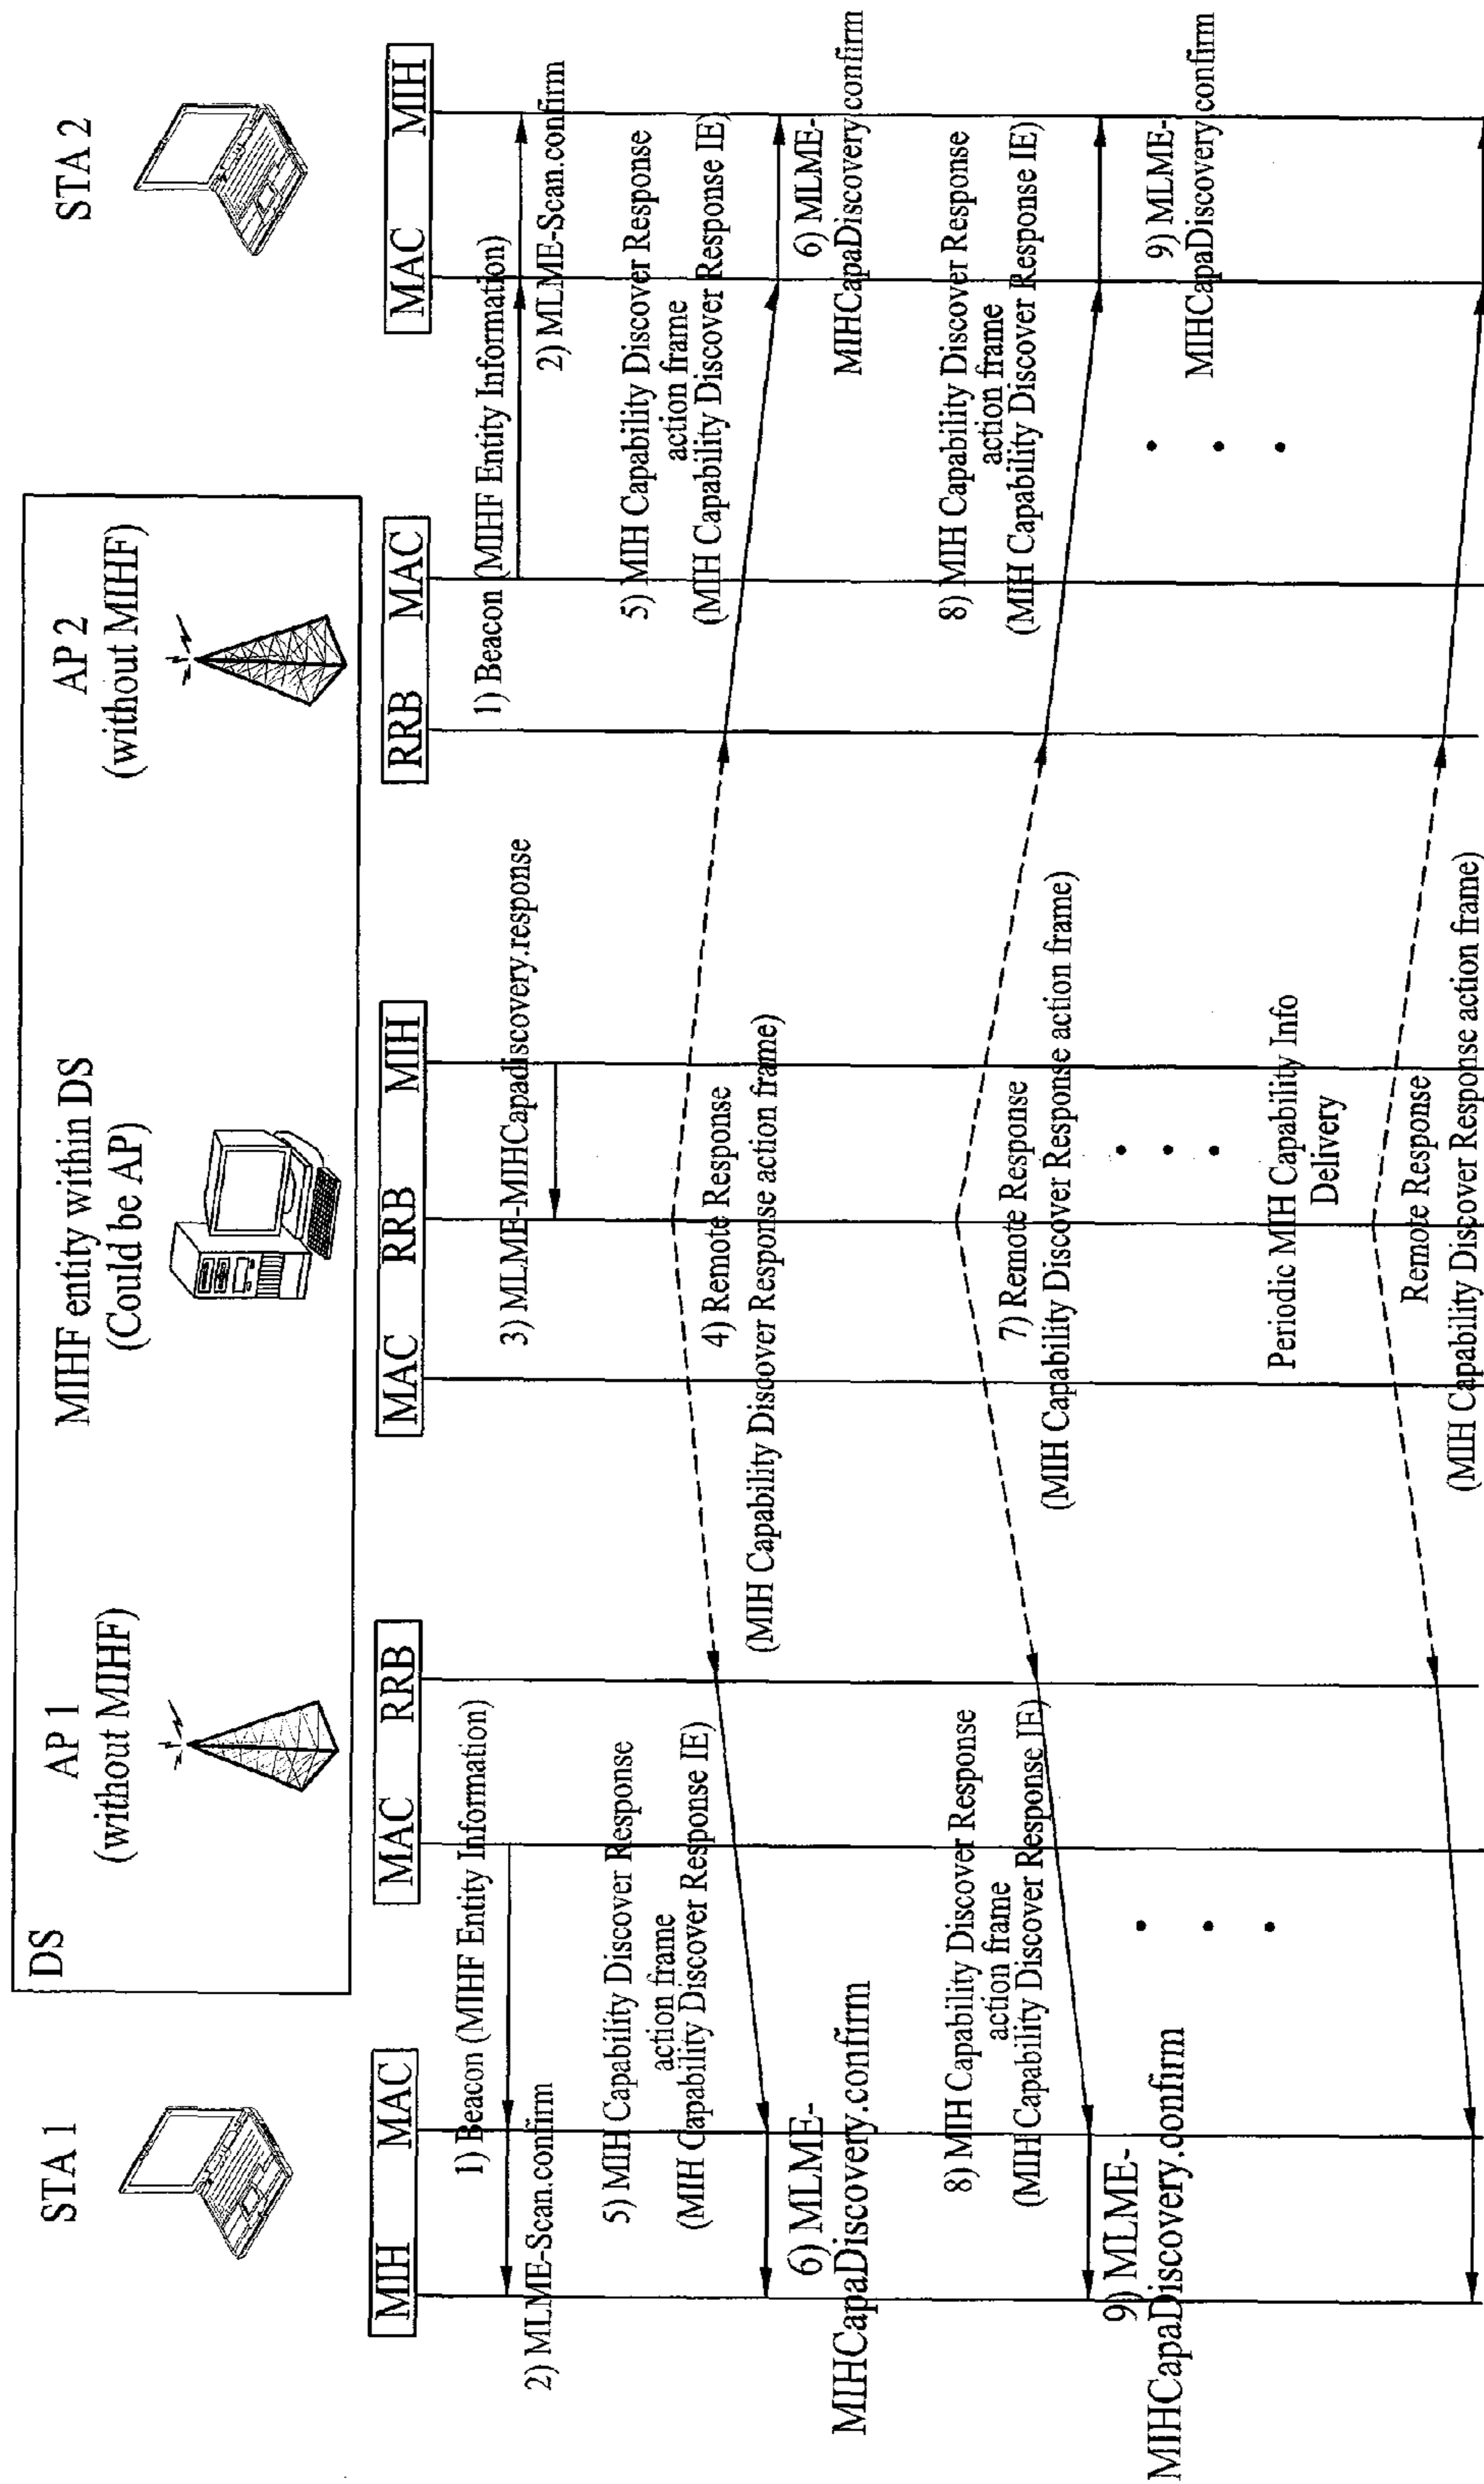 STA 1
DS
AP 1
(without MIHF)
MIHF entity within DS
(Could be AP)
AP 2
(without MIHF)
STA 2
MIH MAC
MAC RRB
MAC RRB MIH
RRB MAC
MAC MIH
1) Beacon (MIHF Entity Information)
2) MLME-Scan.confirm
1) Beacon (MIHF Entity Information)
2) MLME-Scan.confirm
3) MLME-MIHCapadiscovery.response
4) Remote Response
(MIH Capability Discover Response action frame)
5) MIH Capability Discover Response
action frame
(MIH Capability Discover Response IE)
5) MIH Capability Discover Response
action frame
(MIH Capability Discover Response IE)
6) MLME-
MIHCapaDiscovery.confirm
6) MLME-
MIHCapaDiscovery.confirm
7) Remote Response
(MIH Capability Discover Response action frame)
8) MIH Capability Discover Response
action frame
(MIH Capability Discover Response IE)
8) MIH Capability Discover Response
action frame
(MIH Capability Discover Response IE)
9) MLME-
MIHCapaDiscovery.confirm
9) MLME-
MIHCapaDiscovery.confirm
Periodic MIH Capability Info
Delivery
Remote Response
(MIH Capability Discover Response action frame)